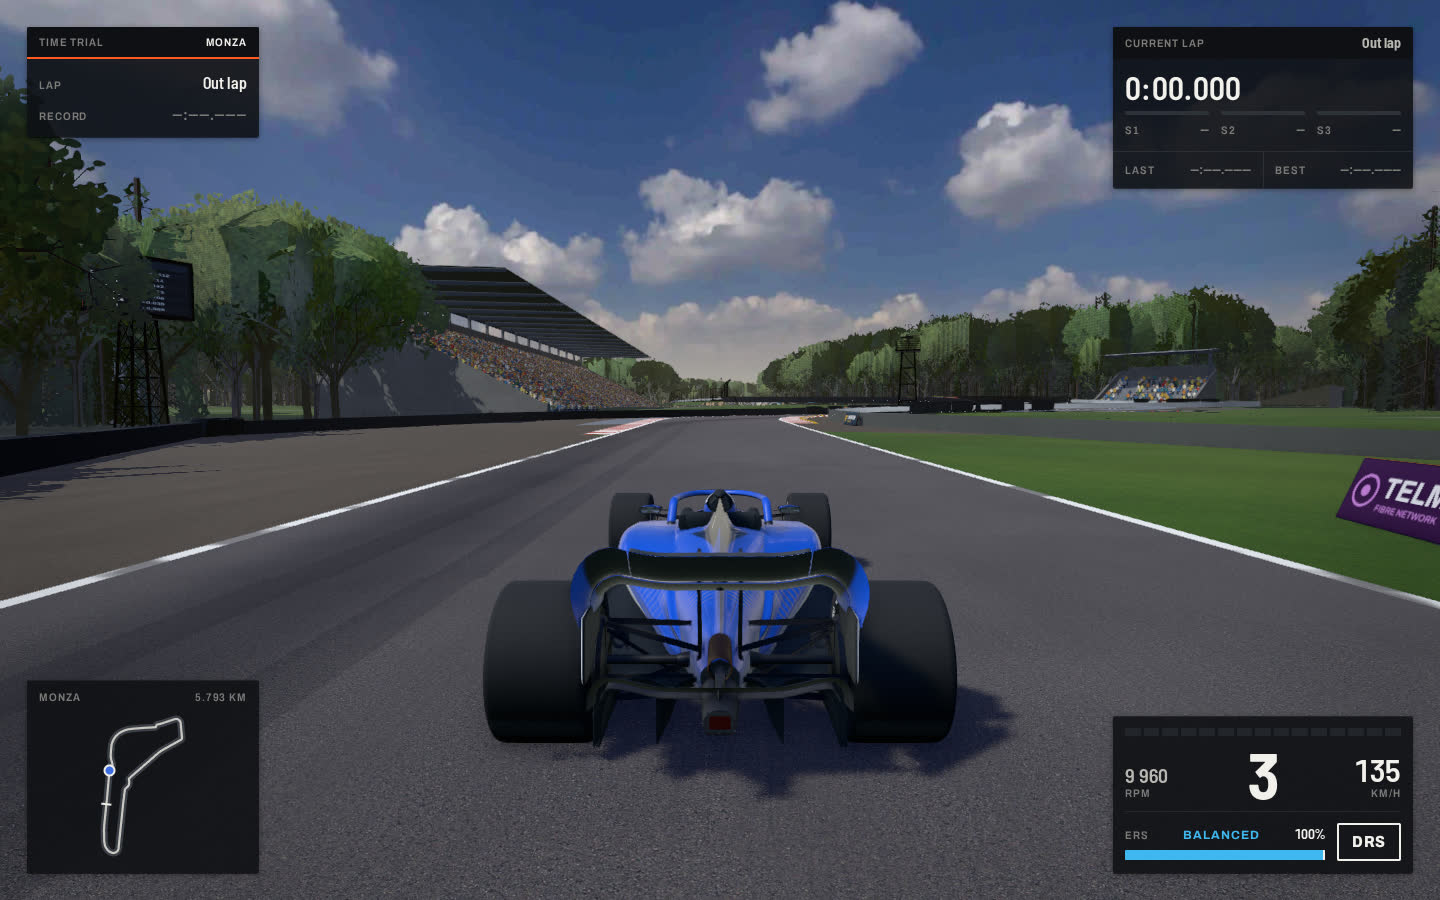 TIME TRIAL MONZA
LAP Out lap
RECORD –:––.–––
CURRENT LAP Out lap
0:00.000
S1 – S2 – S3 –
LAST –:––.––– BEST –:––.–––
TELM
FIBRE NETWORK
MONZA 5.793 KM
9 960 RPM
3
135 KM/H
ERS BALANCED 100%
DRS